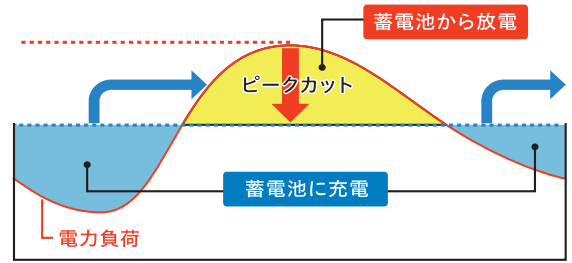 蓄電池から放電
ピークカット
蓄電池に充電
電力負荷